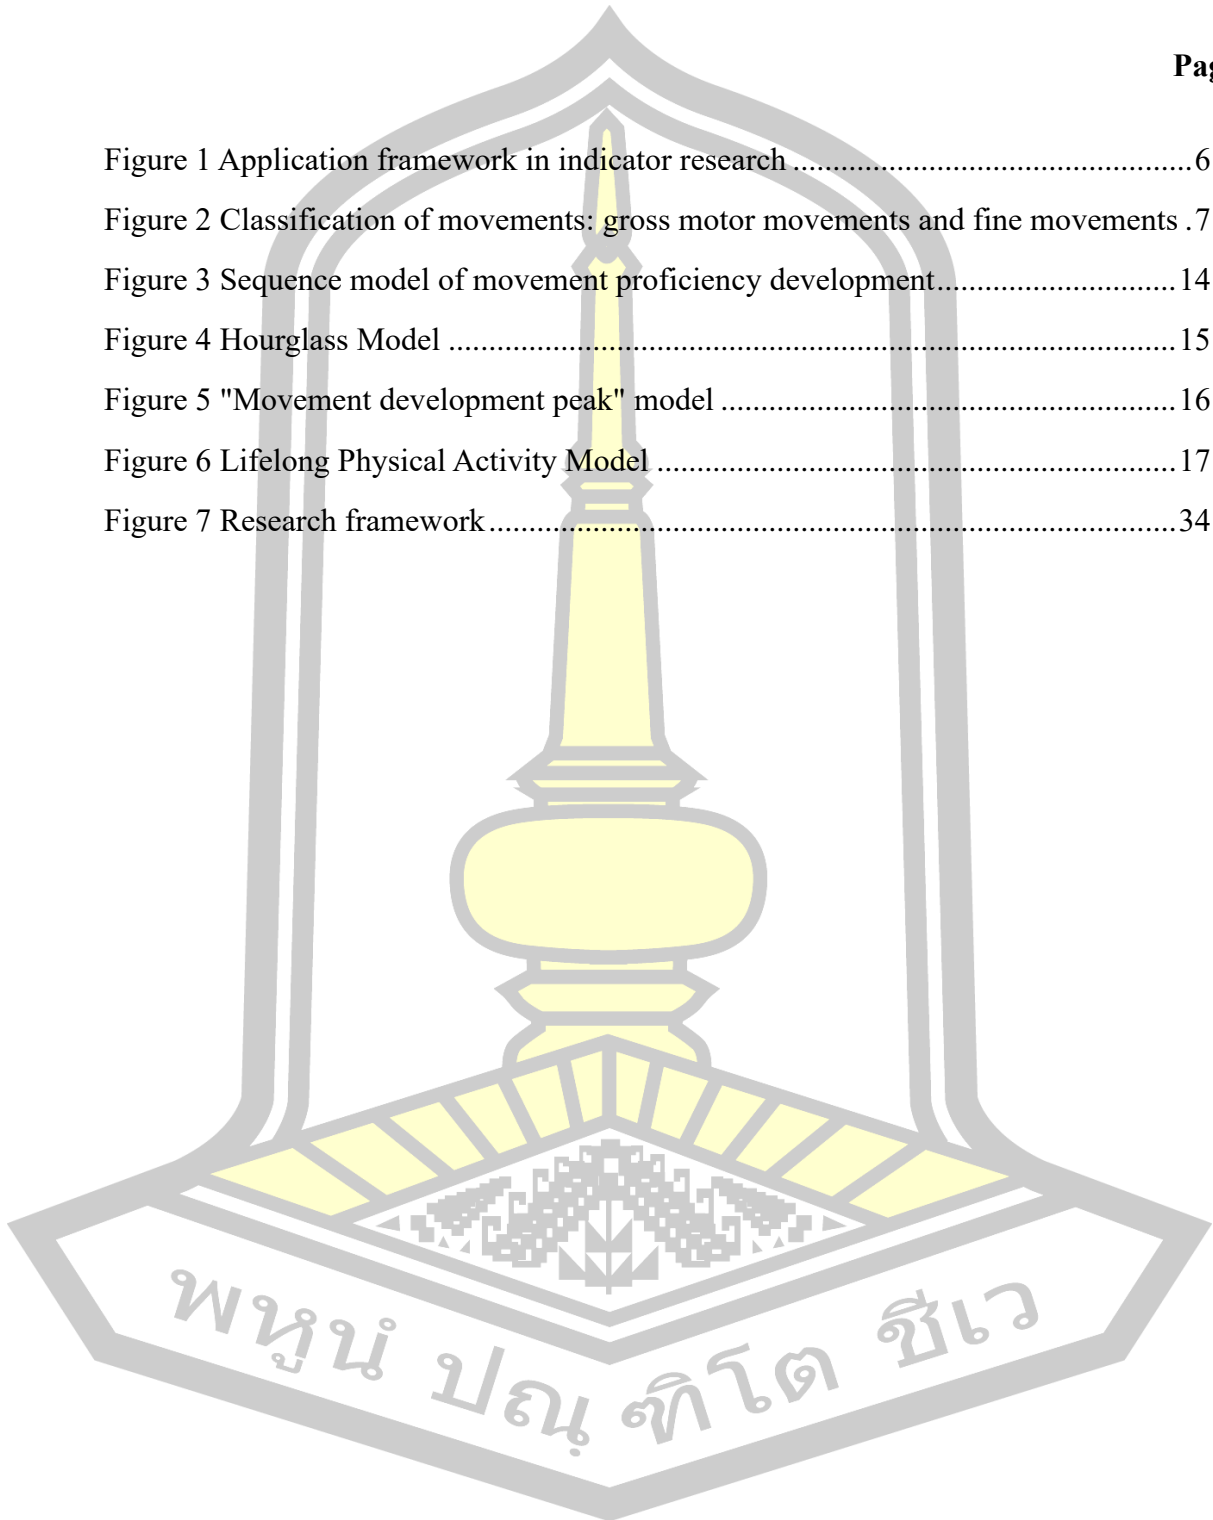 Pag
Figure 1 Application framework in indicator research ..................................................6
Figure 2 Classification of movements: gross motor movements and fine movements .7
Figure 3 Sequence model of movement proficiency development..............................14
Figure 4 Hourglass Model ...........................................................................................15
Figure 5 "Movement development peak" model .........................................................16
Figure 6 Lifelong Physical Activity Model .................................................................17
Figure 7 Research framework......................................................................................34
พหูนํ ปณฺ ฑิโต ชีเว